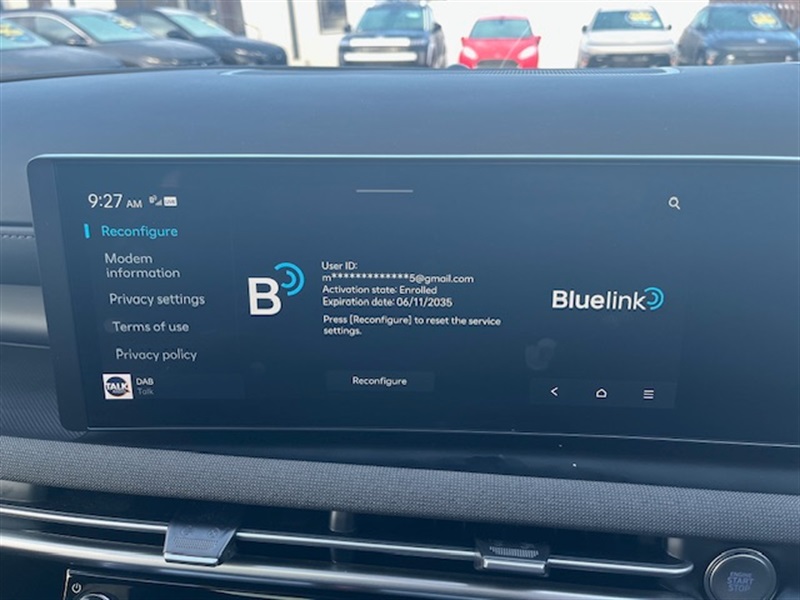 9:27 AM
Reconfigure
Modem
information
Privacy settings
Terms of use
Privacy policy
User ID:
m**************5@gmail.com
Activation state: Enrolled
Expiration date: 06/11/2035
Press [Reconfigure] to reset the service
settings.
Reconfigure
B
Bluelink
TALK
DAB
Talk
ENGINE
START
STOP